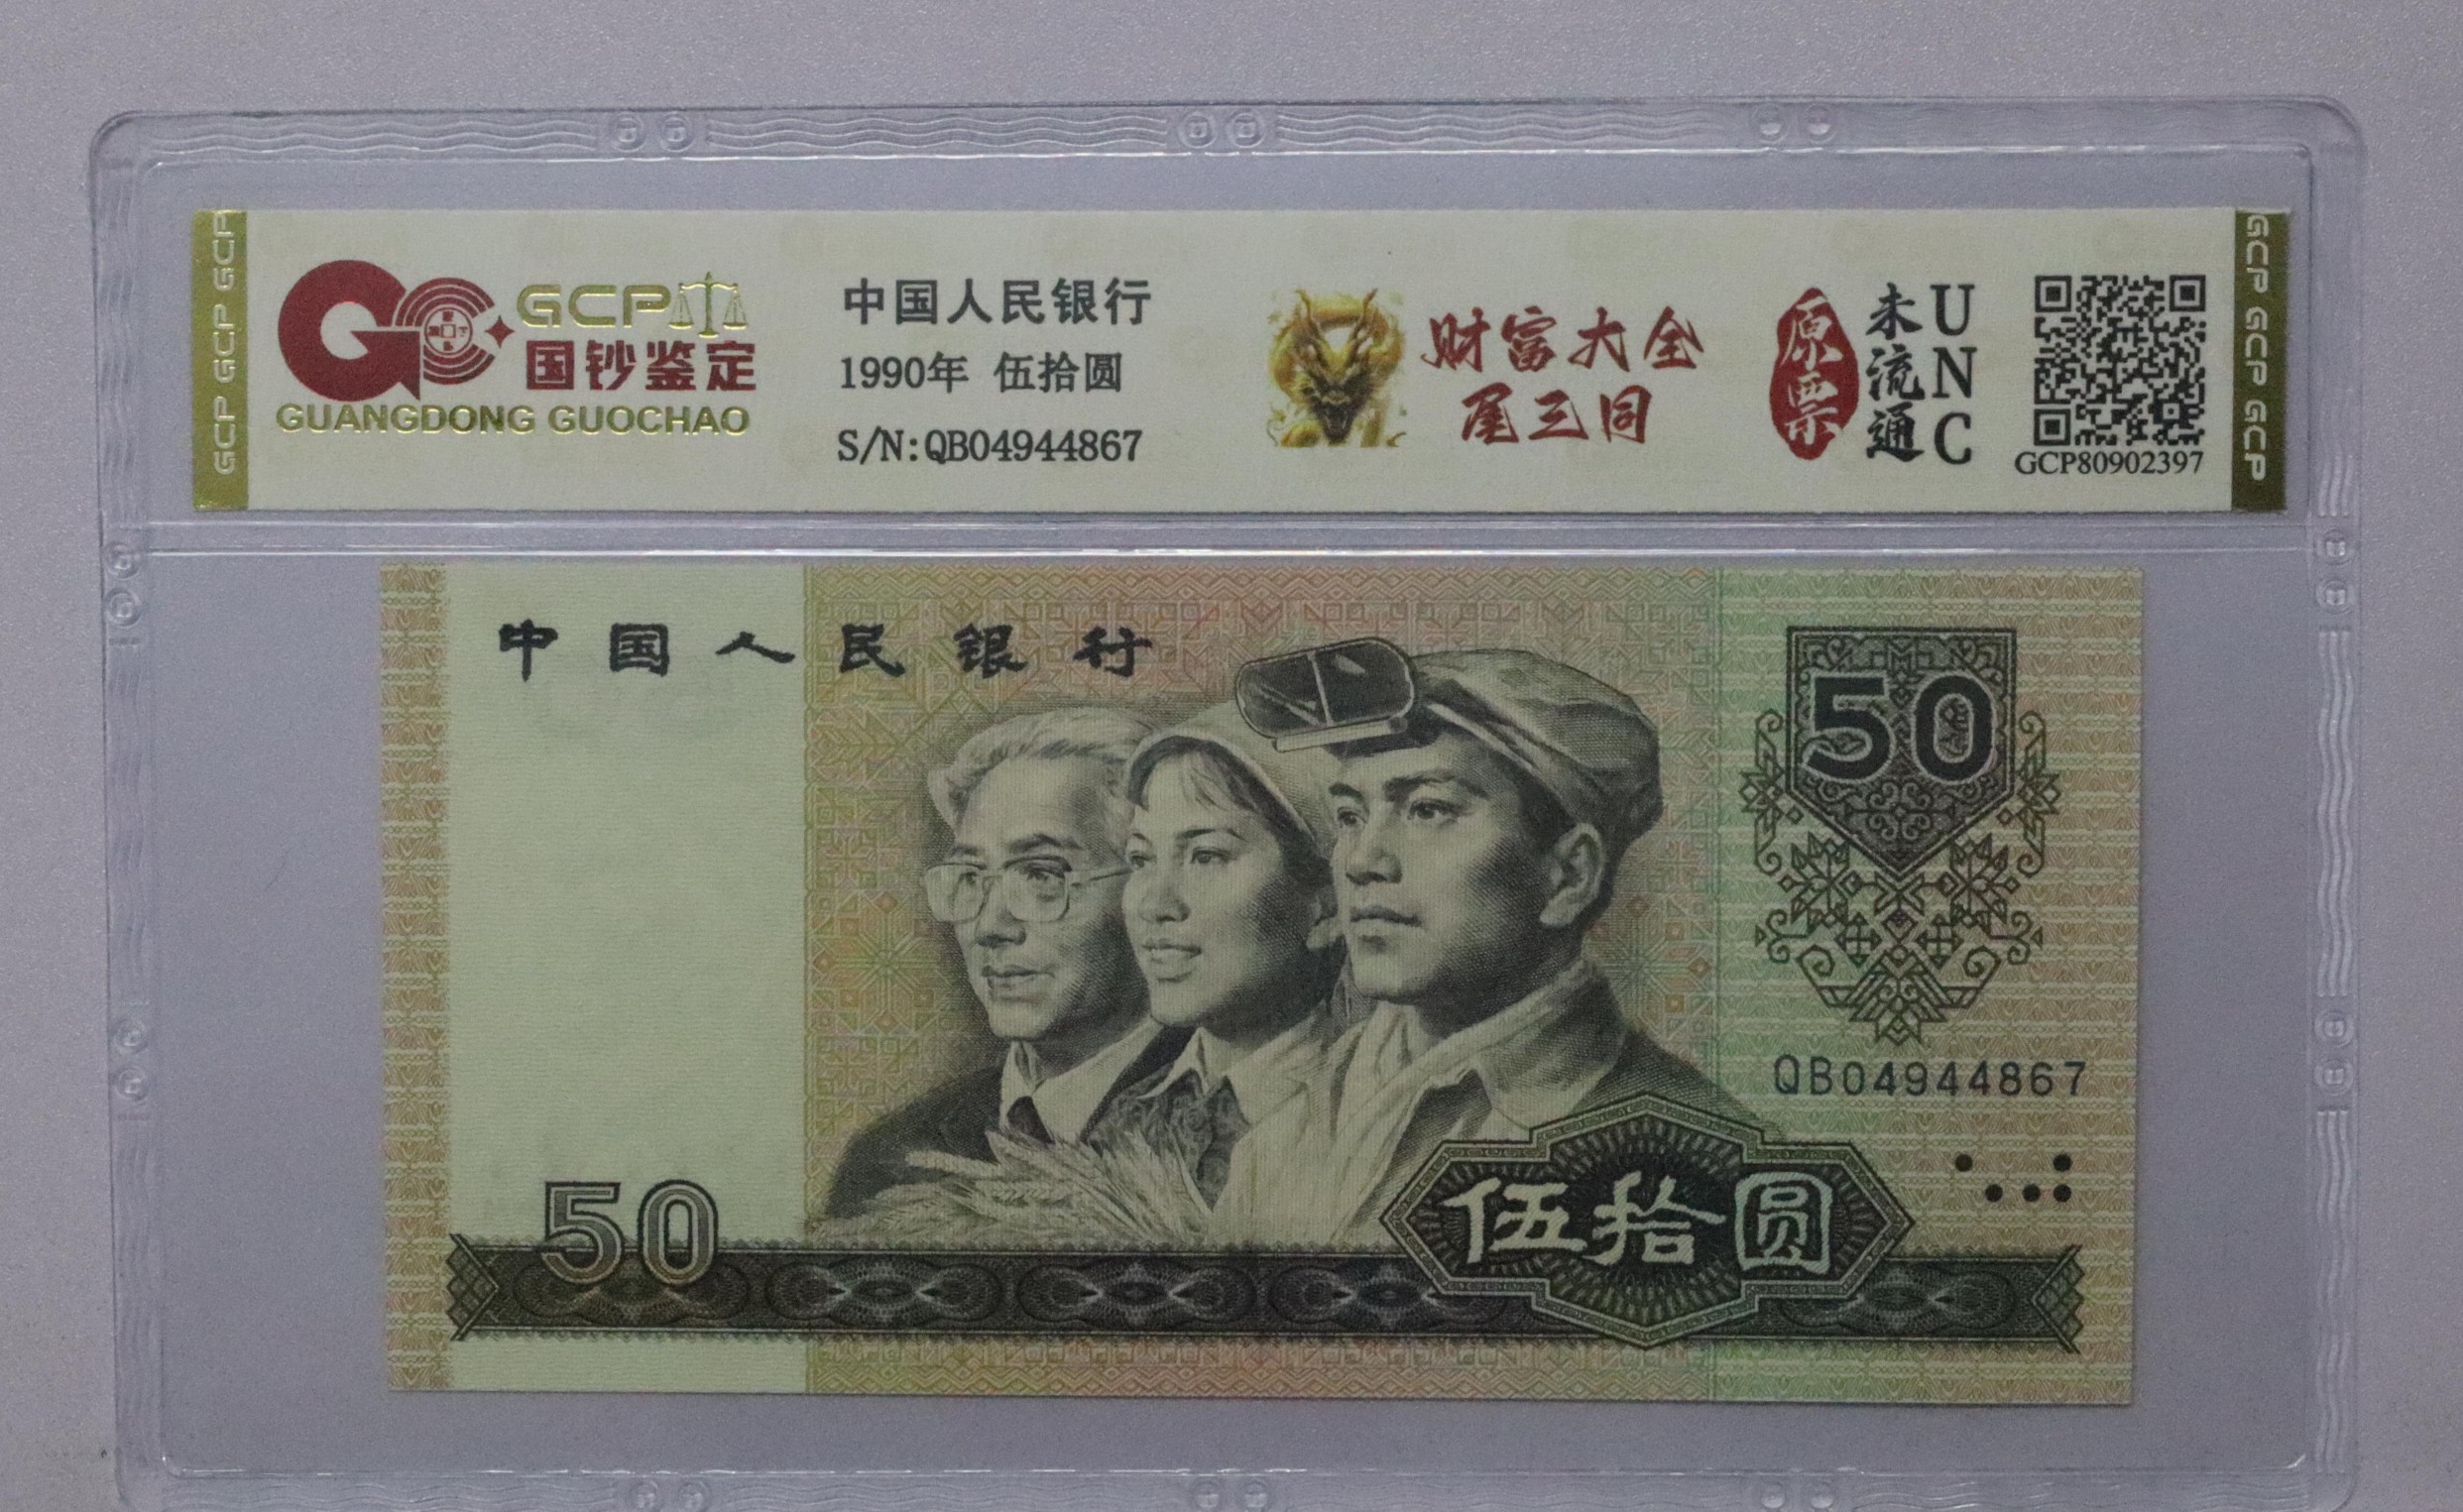 GCP GCP GCP
GCP
国钞鉴定
GUANGDONG GUOCHAO
中国人民银行
1990年 伍拾圆
S/N:QB04944867
财富大全
尾三同
原票
未流通
UNC
GCP80902397
GCP GCP GCP
中国人民银行
50
QB04944867
50
伍拾圆